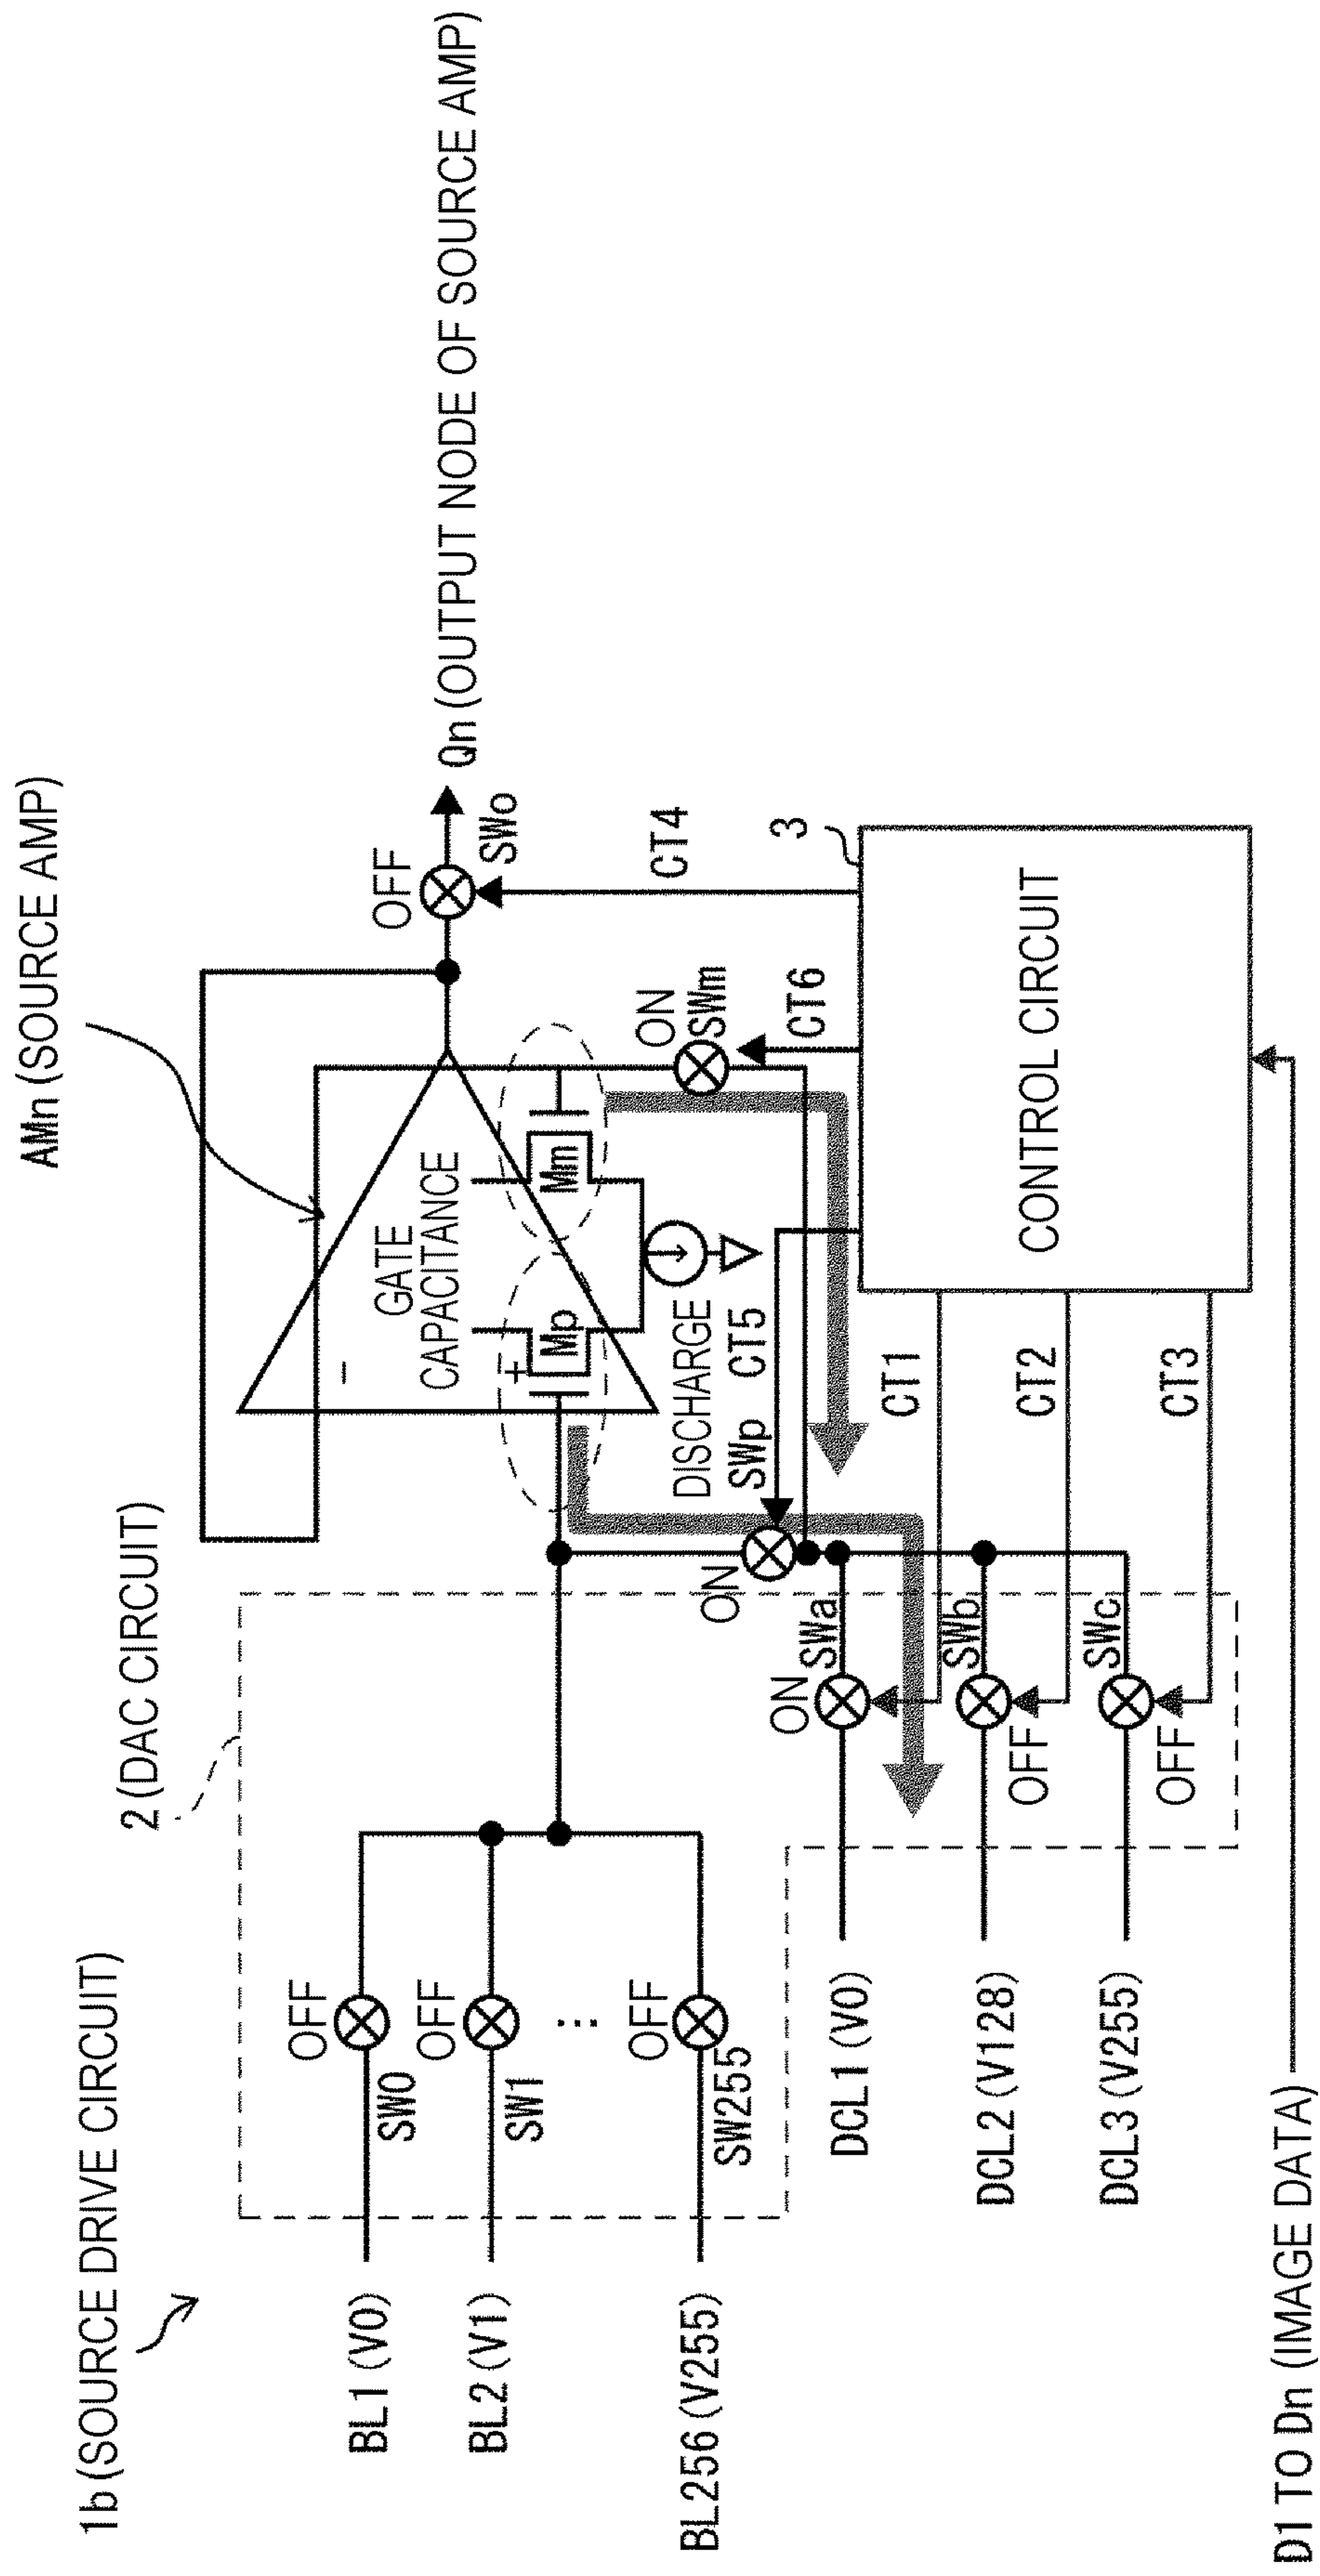 1b (SOURCE DRIVE CIRCUIT)
2 (DAC CIRCUIT)
AMn (SOURCE AMP)
BL1 (V0)
OFF
SW0
BL2 (V1)
OFF
SW1
...
BL256 (V255)
OFF
SW255
-
GATE
CAPACITANCE
+
Mp
Mm
OFF
SWo
Qn (OUTPUT NODE OF SOURCE AMP)
DISCHARGE
ON
SWp
CT5
ON
SWm
CT6
CT4
3
DCL1 (V0)
ON
SWa
CT1
DCL2 (V128)
OFF
SWb
CT2
DCL3 (V255)
OFF
SWc
CT3
CONTROL CIRCUIT
D1 TO Dn (IMAGE DATA)